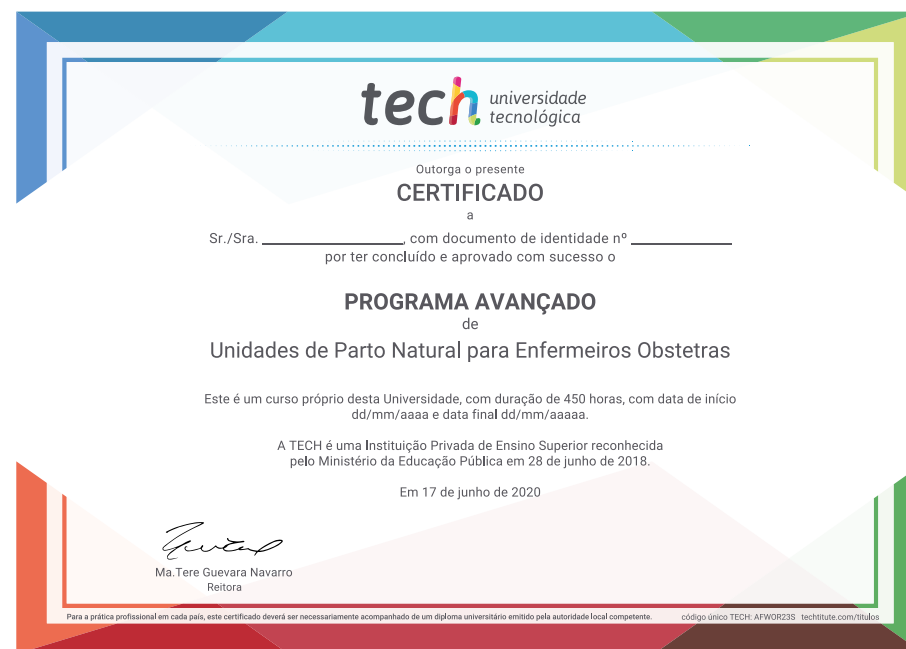 tech universidade
tecnológica
Outorga o presente
CERTIFICADO
a
Sr./Sra. ____________________, com documento de identidade nº ______________
por ter concluído e aprovado com sucesso o
PROGRAMA AVANÇADO
de
Unidades de Parto Natural para Enfermeiros Obstetras
Este é um curso próprio desta Universidade, com duração de 450 horas, com data de início
dd/mm/aaaa e data final dd/mm/aaaaa.
A TECH é uma Instituição Privada de Ensino Superior reconhecida
pelo Ministério da Educação Pública em 28 de junho de 2018.
Em 17 de junho de 2020
Ma.Tere Guevara Navarro
Reitora
Para a prática profissional em cada país, este certificado deverá ser necessariamente acompanhado de um diploma universitário emitido pela autoridade local competente. código único TECH: AFWOR23S techtitute.com/titulos